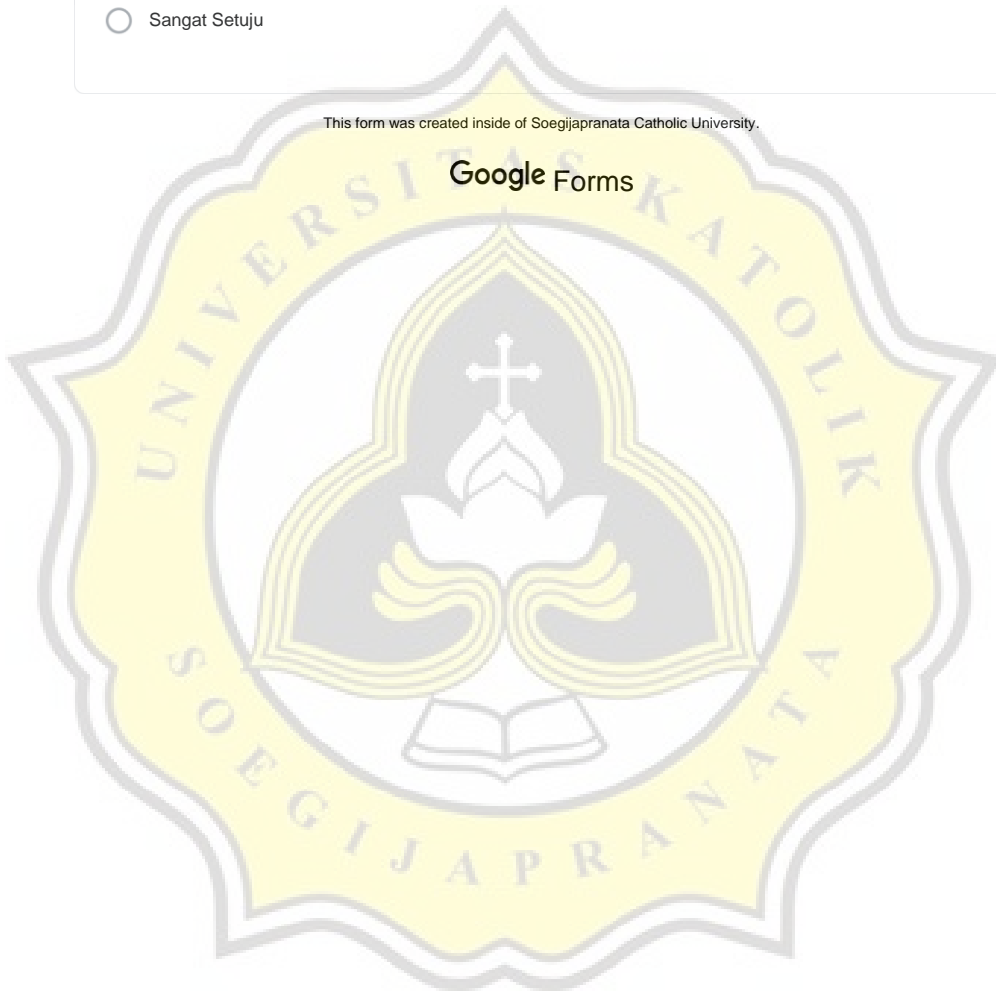 Sangat Setuju
This form was created inside of Soegijapranata Catholic University.
Google Forms
UNIVERSITAS KATOLIK
SOEGIJAPRANATA